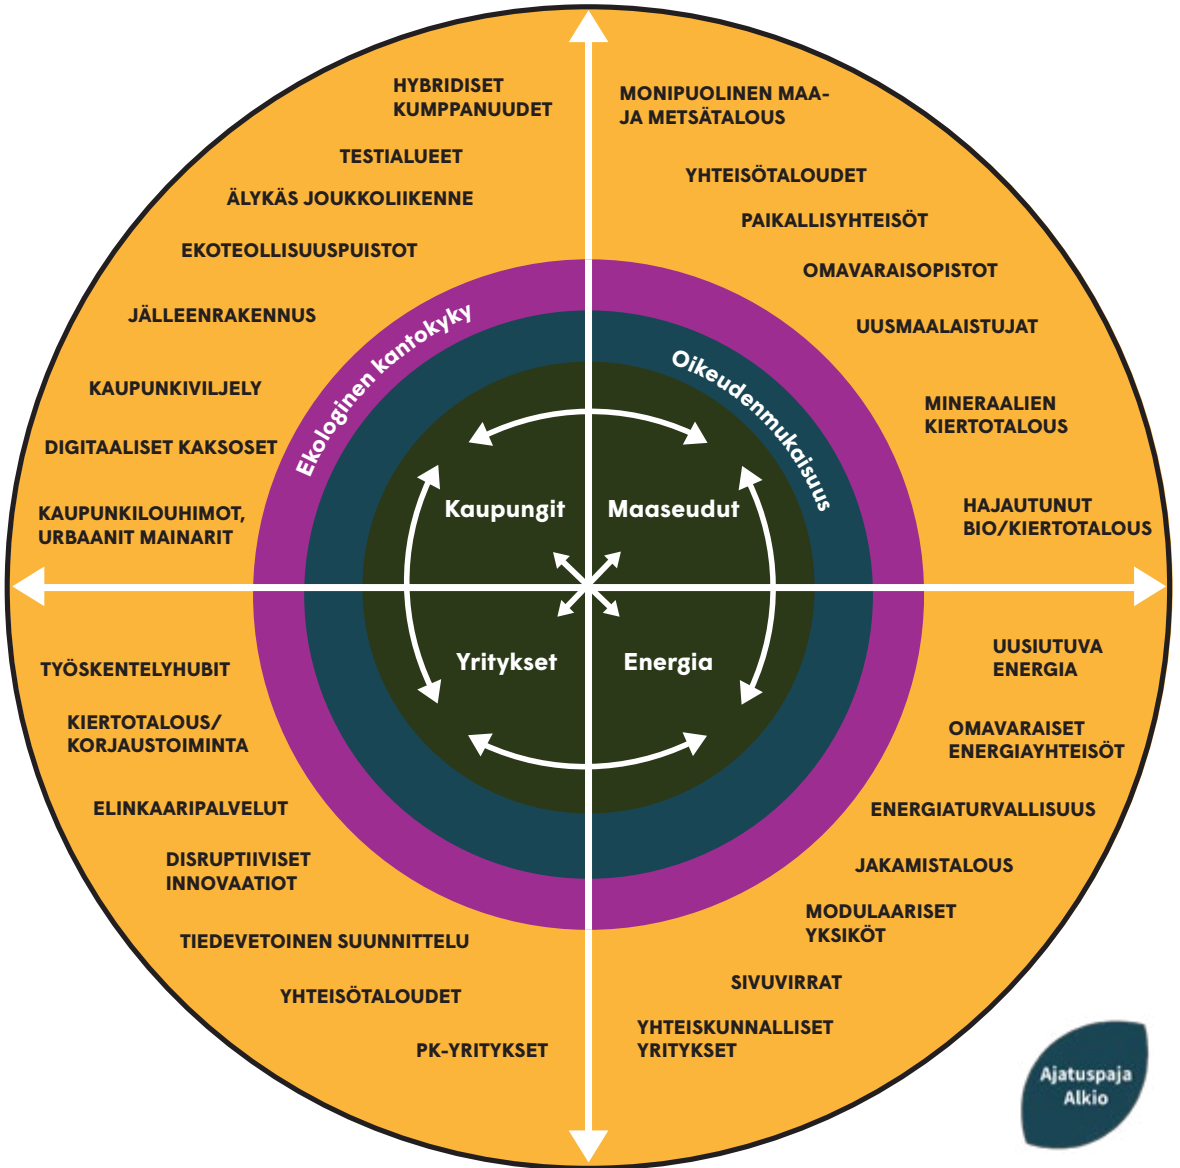 HYBRIDISET
KUMPPANUUDET
TESTIALUEET
ÄLYKÄS JOUKKOLIIKENNE
EKOTEOLLISUUSPUISTOT
JÄLLEENRAKENNUS
KAUPUNKIVILJELY
DIGITAALISET KAKSOSET
KAUPUNKILOUHIMOT,
URBAANIT MAINARIT
MONIPUOLINEN MAA-
JA METSÄTALOUS
YHTEISÖTALOUDET
PAIKALLISYHTEISÖT
OMAVARAISOPISTOT
UUSMAALAISTUJAT
MINERAALIEN
KIERTOTALOUS
HAJAUTUNUT
BIO/KIERTOTALOUS
Ekologinen kantokyky
Oikeudenmukaisuus
Kaupungit
Maaseudut
Yritykset
Energia
TYÖSKENTELYHUBIT
KIERTOTALOUS/
KORJAUSTOIMINTA
ELINKAARIPALVELUT
DISRUPTIIVISET
INNOVAATIOT
TIEDEVETOINEN SUUNNITTELU
YHTEISÖTALOUDET
PK-YRITYKSET
UUSIUTUVA
ENERGIA
OMAVARAISET
ENERGIAYHTEISÖT
ENERGIATURVALLISUUS
JAKAMISTALOUS
MODULAARISET
YKSIKÖT
SIVUVIRRAT
YHTEISKUNNALLISET
YRITYKSET
Ajatuspaja
Alkio